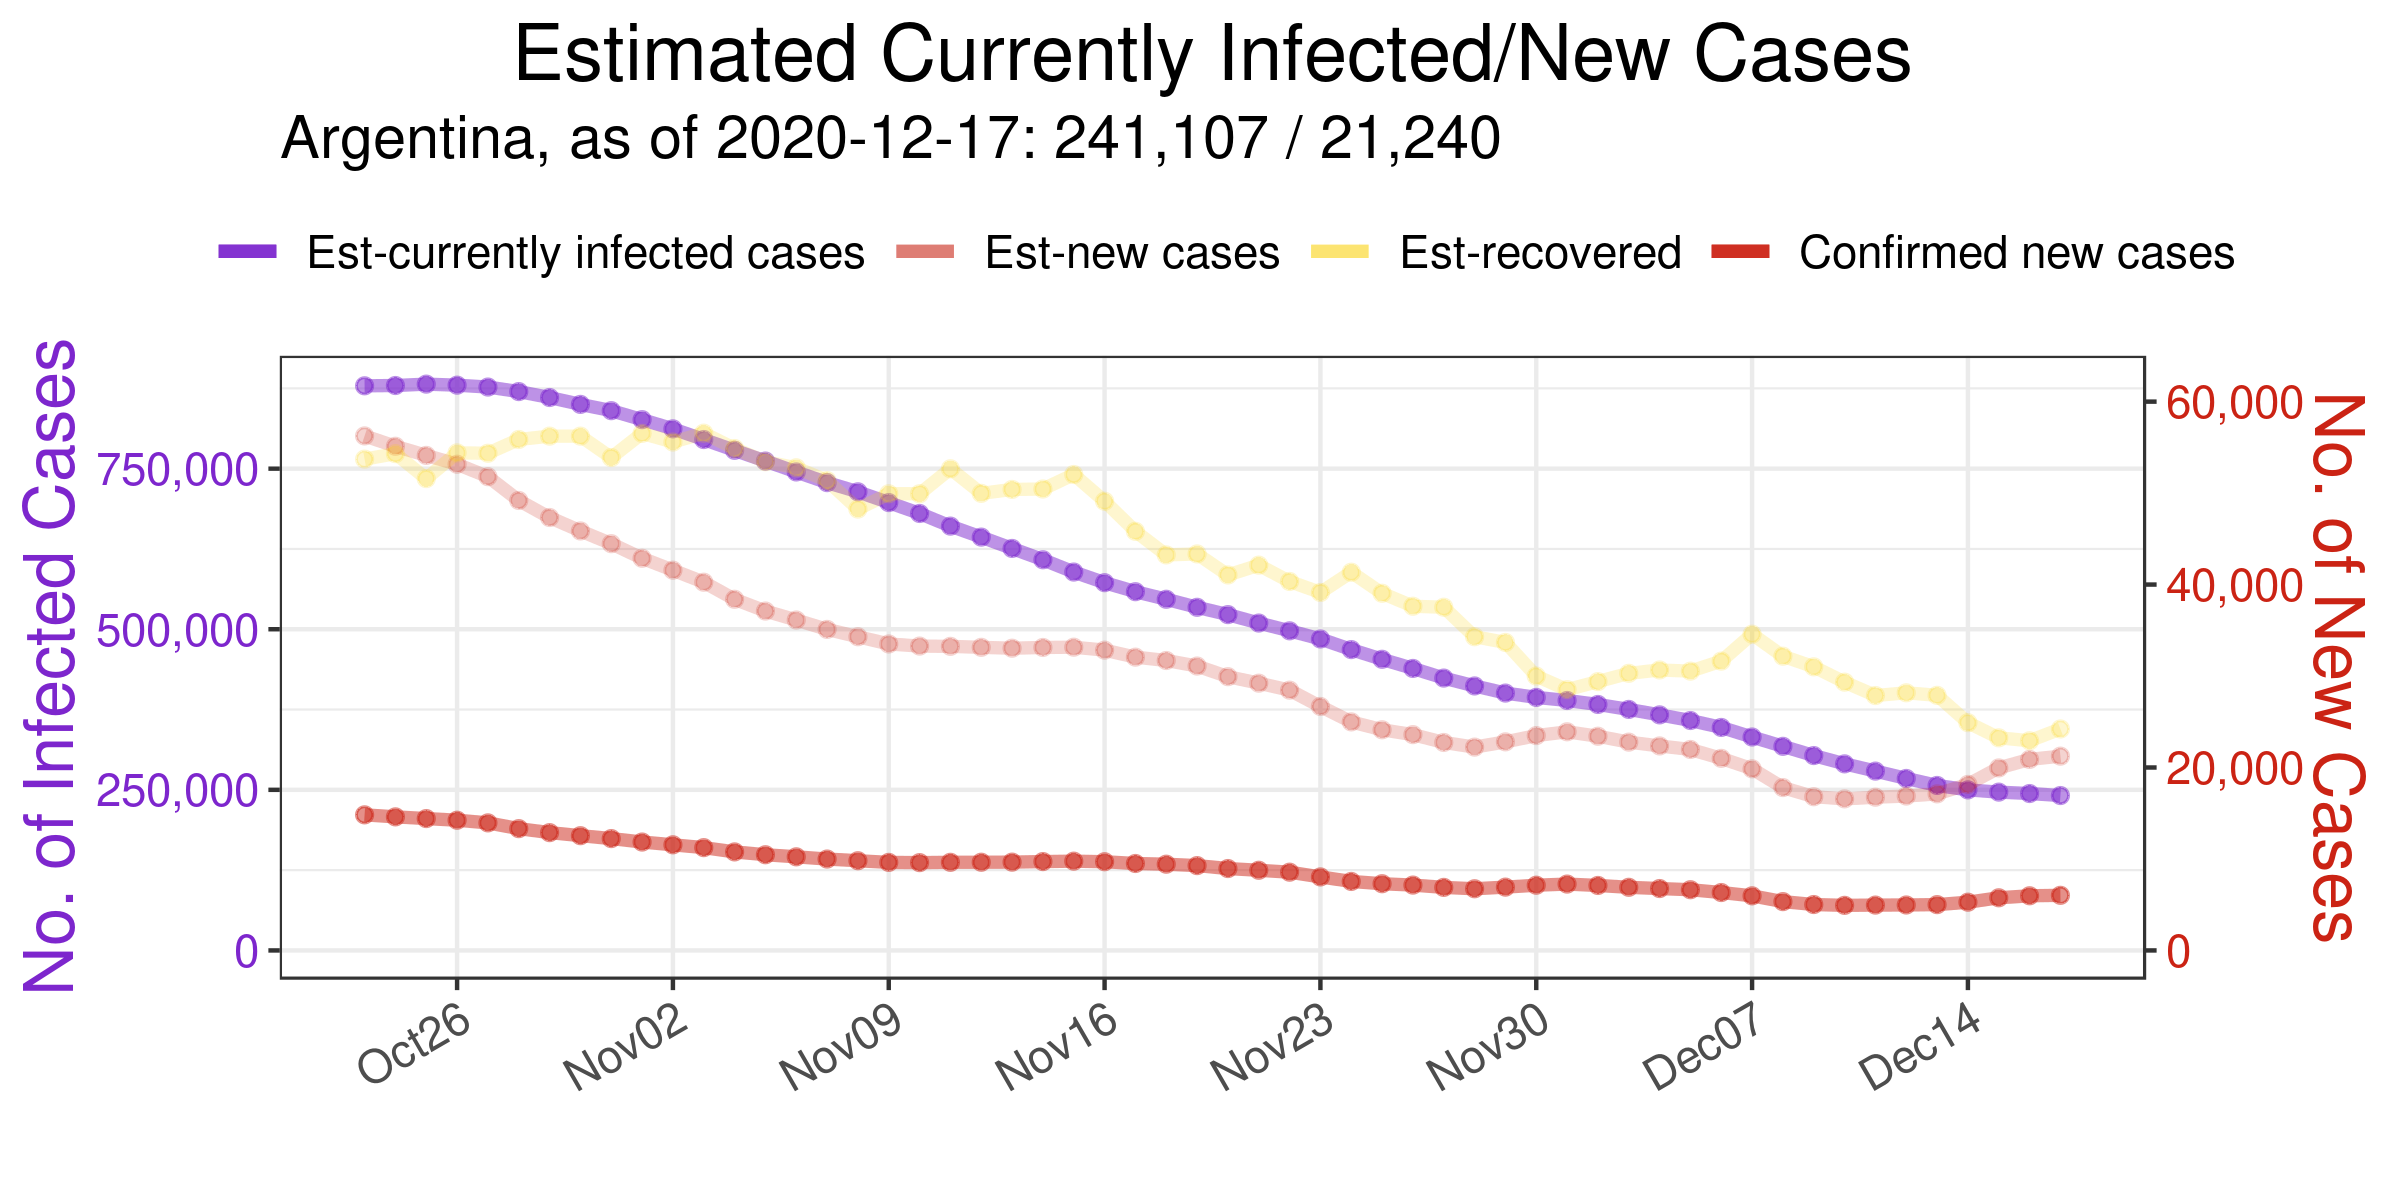 Estimated Currently Infected/New Cases
Argentina, as of 2020-12-17: 241,107 / 21,240
Est-currently infected cases
Est-new cases
Est-recovered
Confirmed new cases
No. of Infected Cases
750,000
500,000
250,000
0
60,000
40,000
20,000
0
No. of New Cases
Oct26
Nov02
Nov09
Nov16
Nov23
Nov30
Dec07
Dec14